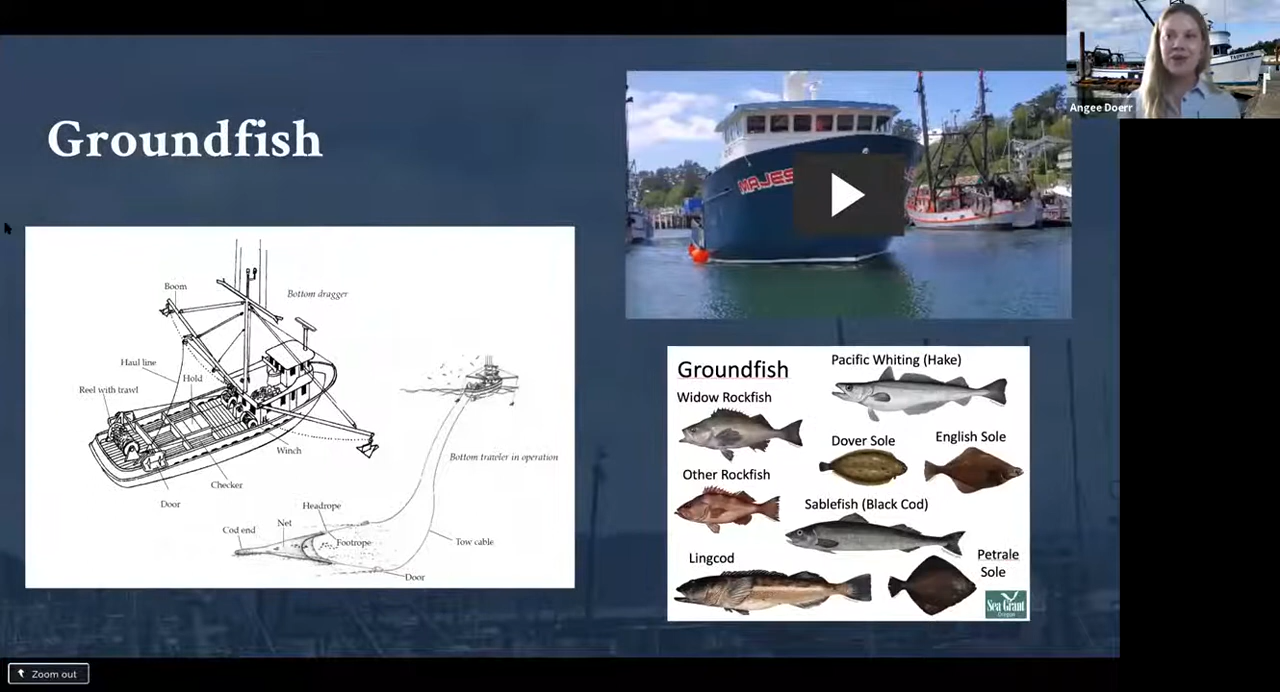 Groundfish
Angee Doerr
MAJES
Boom
Bottom dragger
Haul line
Hold
Reel with trawl
Winch
Checker
Door
Bottom trawler in operation
Headrope
Cod end
Net
Footrope
Tow cable
Door
Groundfish
Pacific Whiting (Hake)
Widow Rockfish
Dover Sole
English Sole
Other Rockfish
Sablefish (Black Cod)
Lingcod
Petrale
Sole
Sea Grant
Oregon
Zoom out